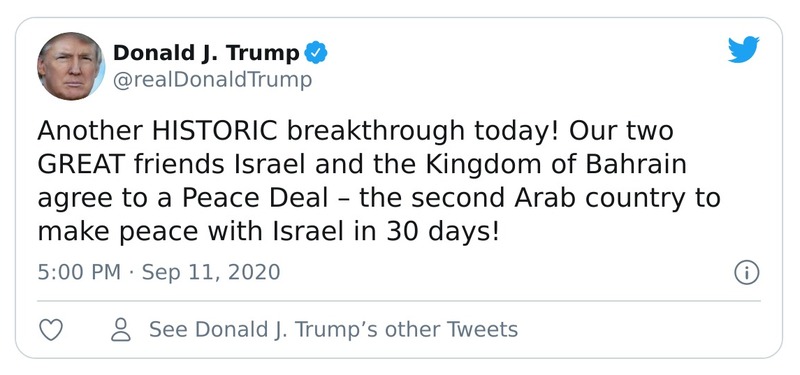 Donald J. Trump
@realDonaldTrump
Another HISTORIC breakthrough today! Our two
GREAT friends Israel and the Kingdom of Bahrain
agree to a Peace Deal – the second Arab country to
make peace with Israel in 30 days!
5:00 PM · Sep 11, 2020
See Donald J. Trump’s other Tweets